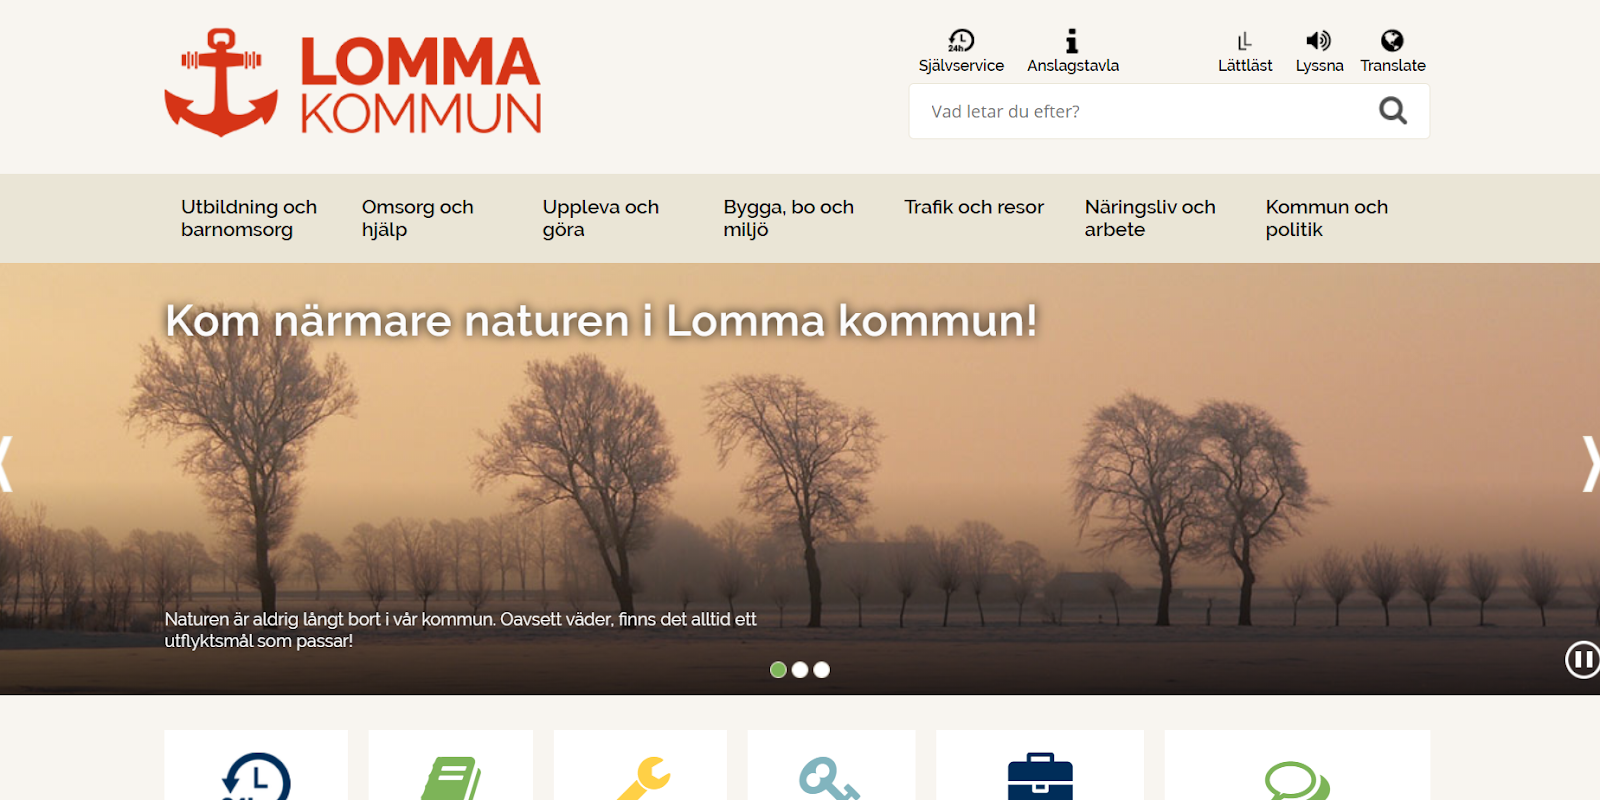 LOMMA
KOMMUN
24h
Självservice
Anslagstavla
LL
Lättläst
Lyssna
Translate
Vad letar du efter?
Utbildning och
barnomsorg
Omsorg och
hjälp
Uppleva och
göra
Bygga, bo och
miljö
Trafik och resor
Näringsliv och
arbete
Kommun och
politik
Kom närmare naturen i Lomma kommun!
Naturen är aldrig långt bort i vår kommun. Oavsett väder, finns det alltid ett
utflyktsmål som passar!